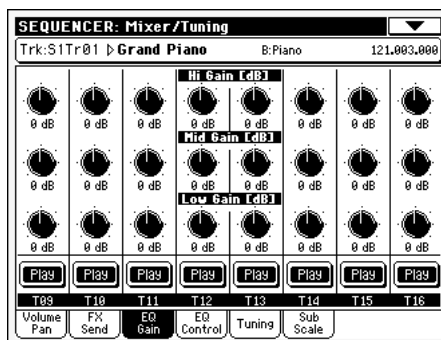 SEQUENCER: Mixer/Tuning
Trk:S1Tr01 ▷Grand Piano B:Piano 121.003.000
Hi Gain [dB]
0 dB 0 dB 0 dB 0 dB 0 dB 0 dB 0 dB 0 dB
Mid Gain [dB]
0 dB 0 dB 0 dB 0 dB 0 dB 0 dB 0 dB 0 dB
Low Gain [dB]
0 dB 0 dB 0 dB 0 dB 0 dB 0 dB 0 dB 0 dB
Play Play Play Play Play Play Play Play
T09 T10 T11 T12 T13 T14 T15 T16
Volume Pan FX Send EQ Gain EQ Control Tuning Sub Scale